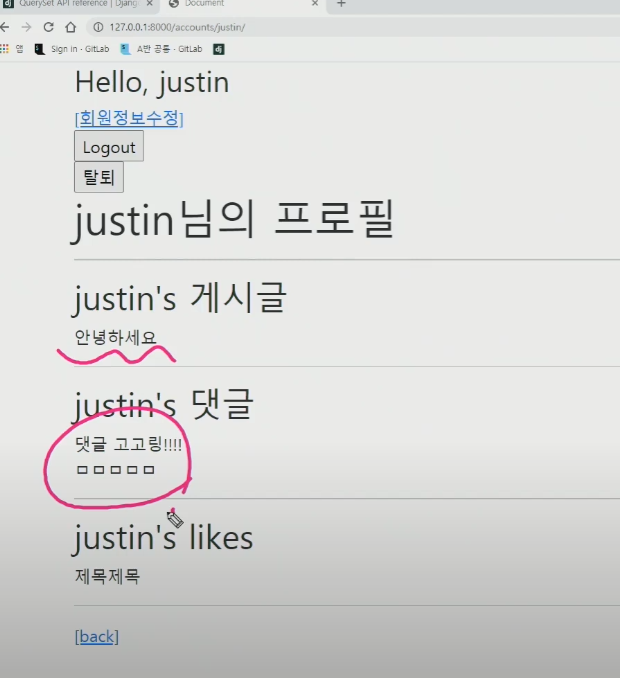 QuerySet API reference | Djang
Document
127.0.0.1:8000/accounts/justin/
앱
Sign in · GitLab
A반 공통 · GitLab
dj
Hello, justin
[회원정보수정]
Logout
탈퇴
justin님의 프로필
justin's 게시글
안녕하세요
justin's 댓글
댓글 고고링!!!!
ㅁㅁㅁㅁㅁ
justin's likes
제목제목
[back]